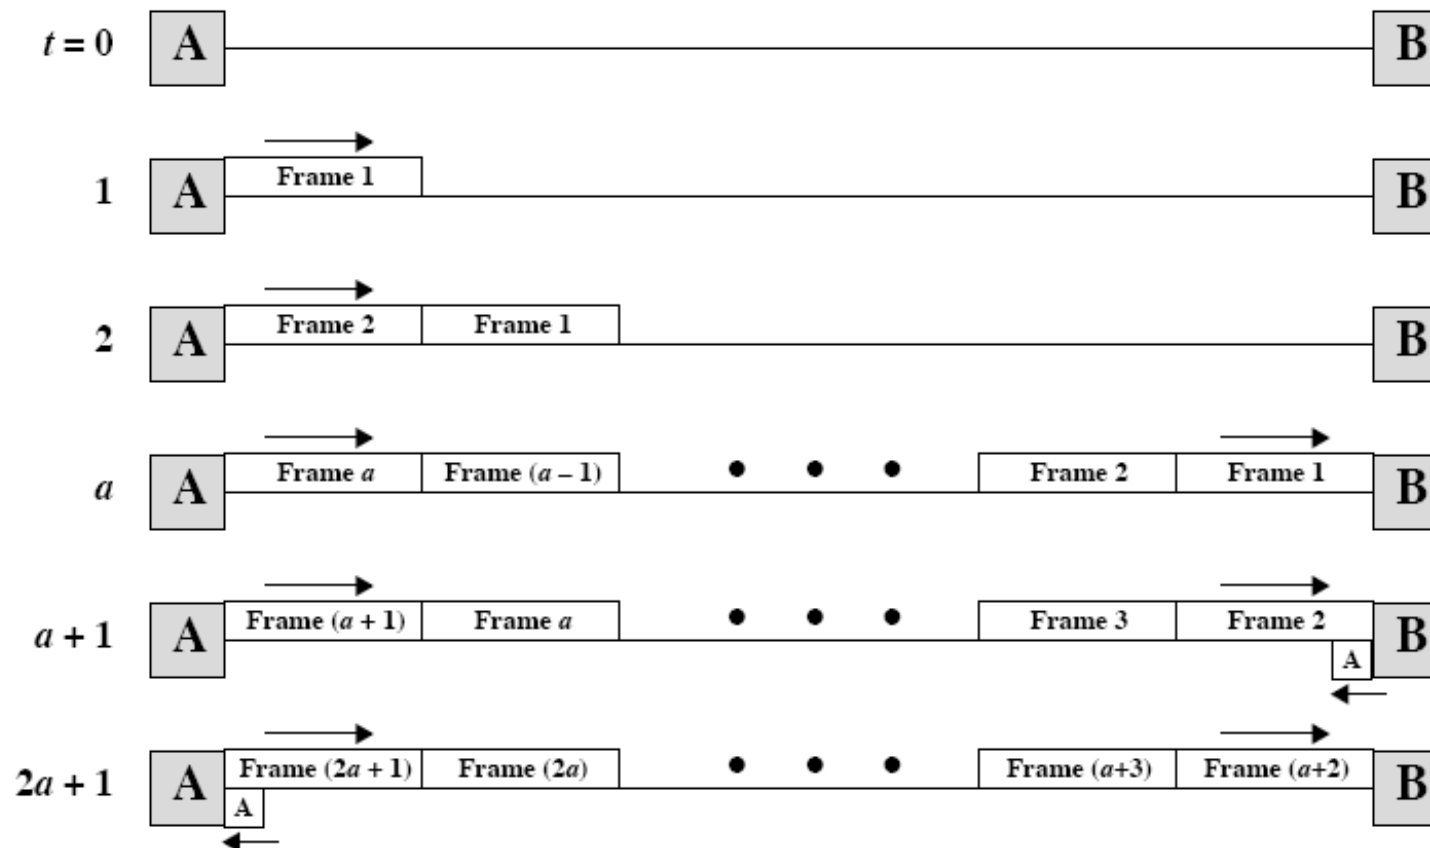 t = 0 A B
1 A Frame 1 B
2 A Frame 2 Frame 1 B
a A Frame a Frame (a – 1) • • • Frame 2 Frame 1 B
a + 1 A Frame (a + 1) Frame a • • • Frame 3 Frame 2 B
A
2a + 1 A Frame (2a + 1) Frame (2a) • • • Frame (a+3) Frame (a+2) B
A